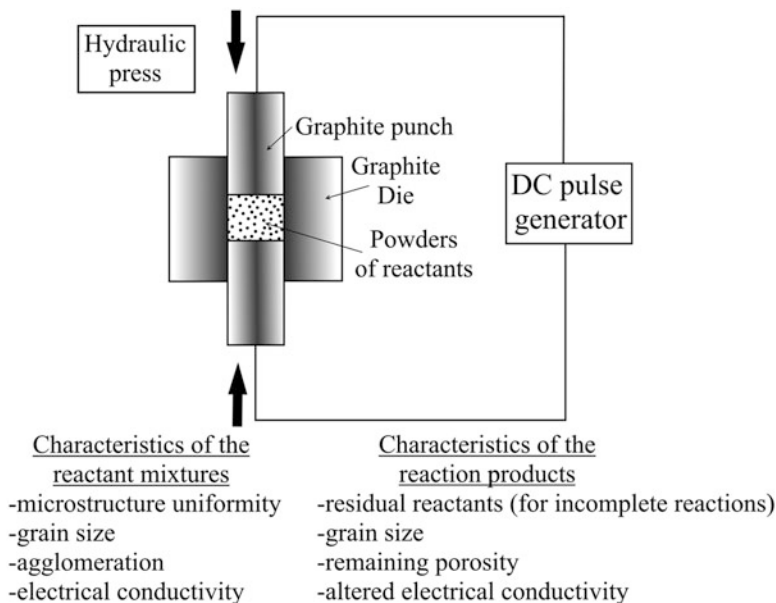 Hydraulic
press
Graphite punch
Graphite
Die
DC pulse
generator
Powders
of reactants
Characteristics of the
reactant mixtures
-microstructure uniformity
-grain size
-agglomeration
-electrical conductivity
Characteristics of the
reaction products
-residual reactants (for incomplete reactions)
-grain size
-remaining porosity
-altered electrical conductivity